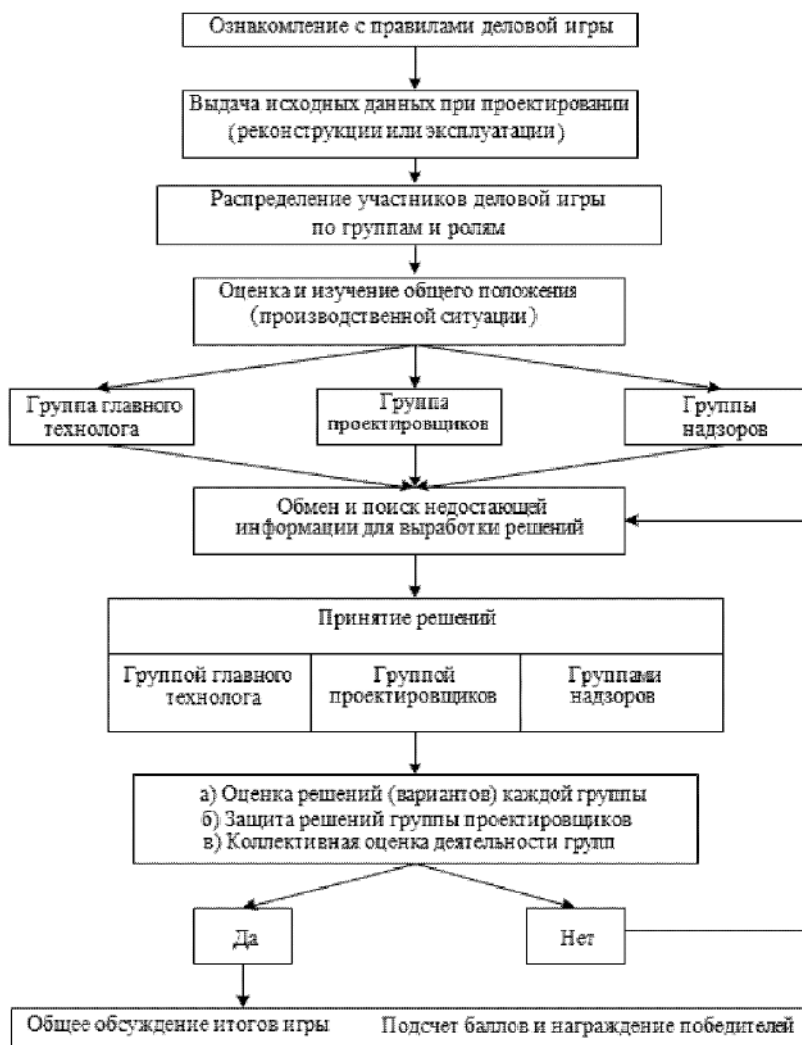 Ознакомление с правилами деловой игры
Выдача исходных данных при проектировании
(реконструкции или эксплуатации)
Распределение участников деловой игры
по группам и ролям
Оценка и изучение общего положения
(производственной ситуации)
Группа главного
технолога
Группа
проектировщиков
Группы
надзоров
Обмен и поиск недостающей
информации для выработки решений
Принятие решений
Группой главного
технолога
Группой
проектировщиков
Группами
надзоров
а) Оценка решений (вариантов) каждой группы
б) Защита решений группы проектировщиков
в) Коллективная оценка деятельности групп
Да
Нет
Общее обсуждение итогов игры
Подсчет баллов и награждение победителей